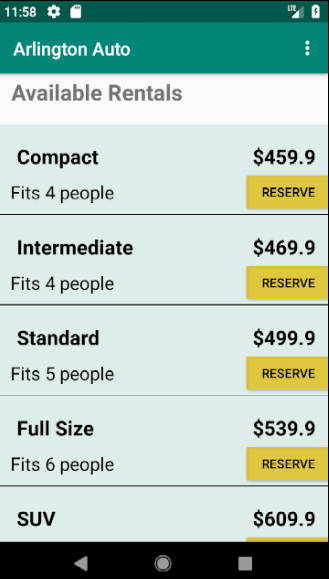 11:58 LTE
Arlington Auto
Available Rentals
Compact $459.9
Fits 4 people RESERVE
Intermediate $469.9
Fits 4 people RESERVE
Standard $499.9
Fits 5 people RESERVE
Full Size $539.9
Fits 6 people RESERVE
SUV $609.9